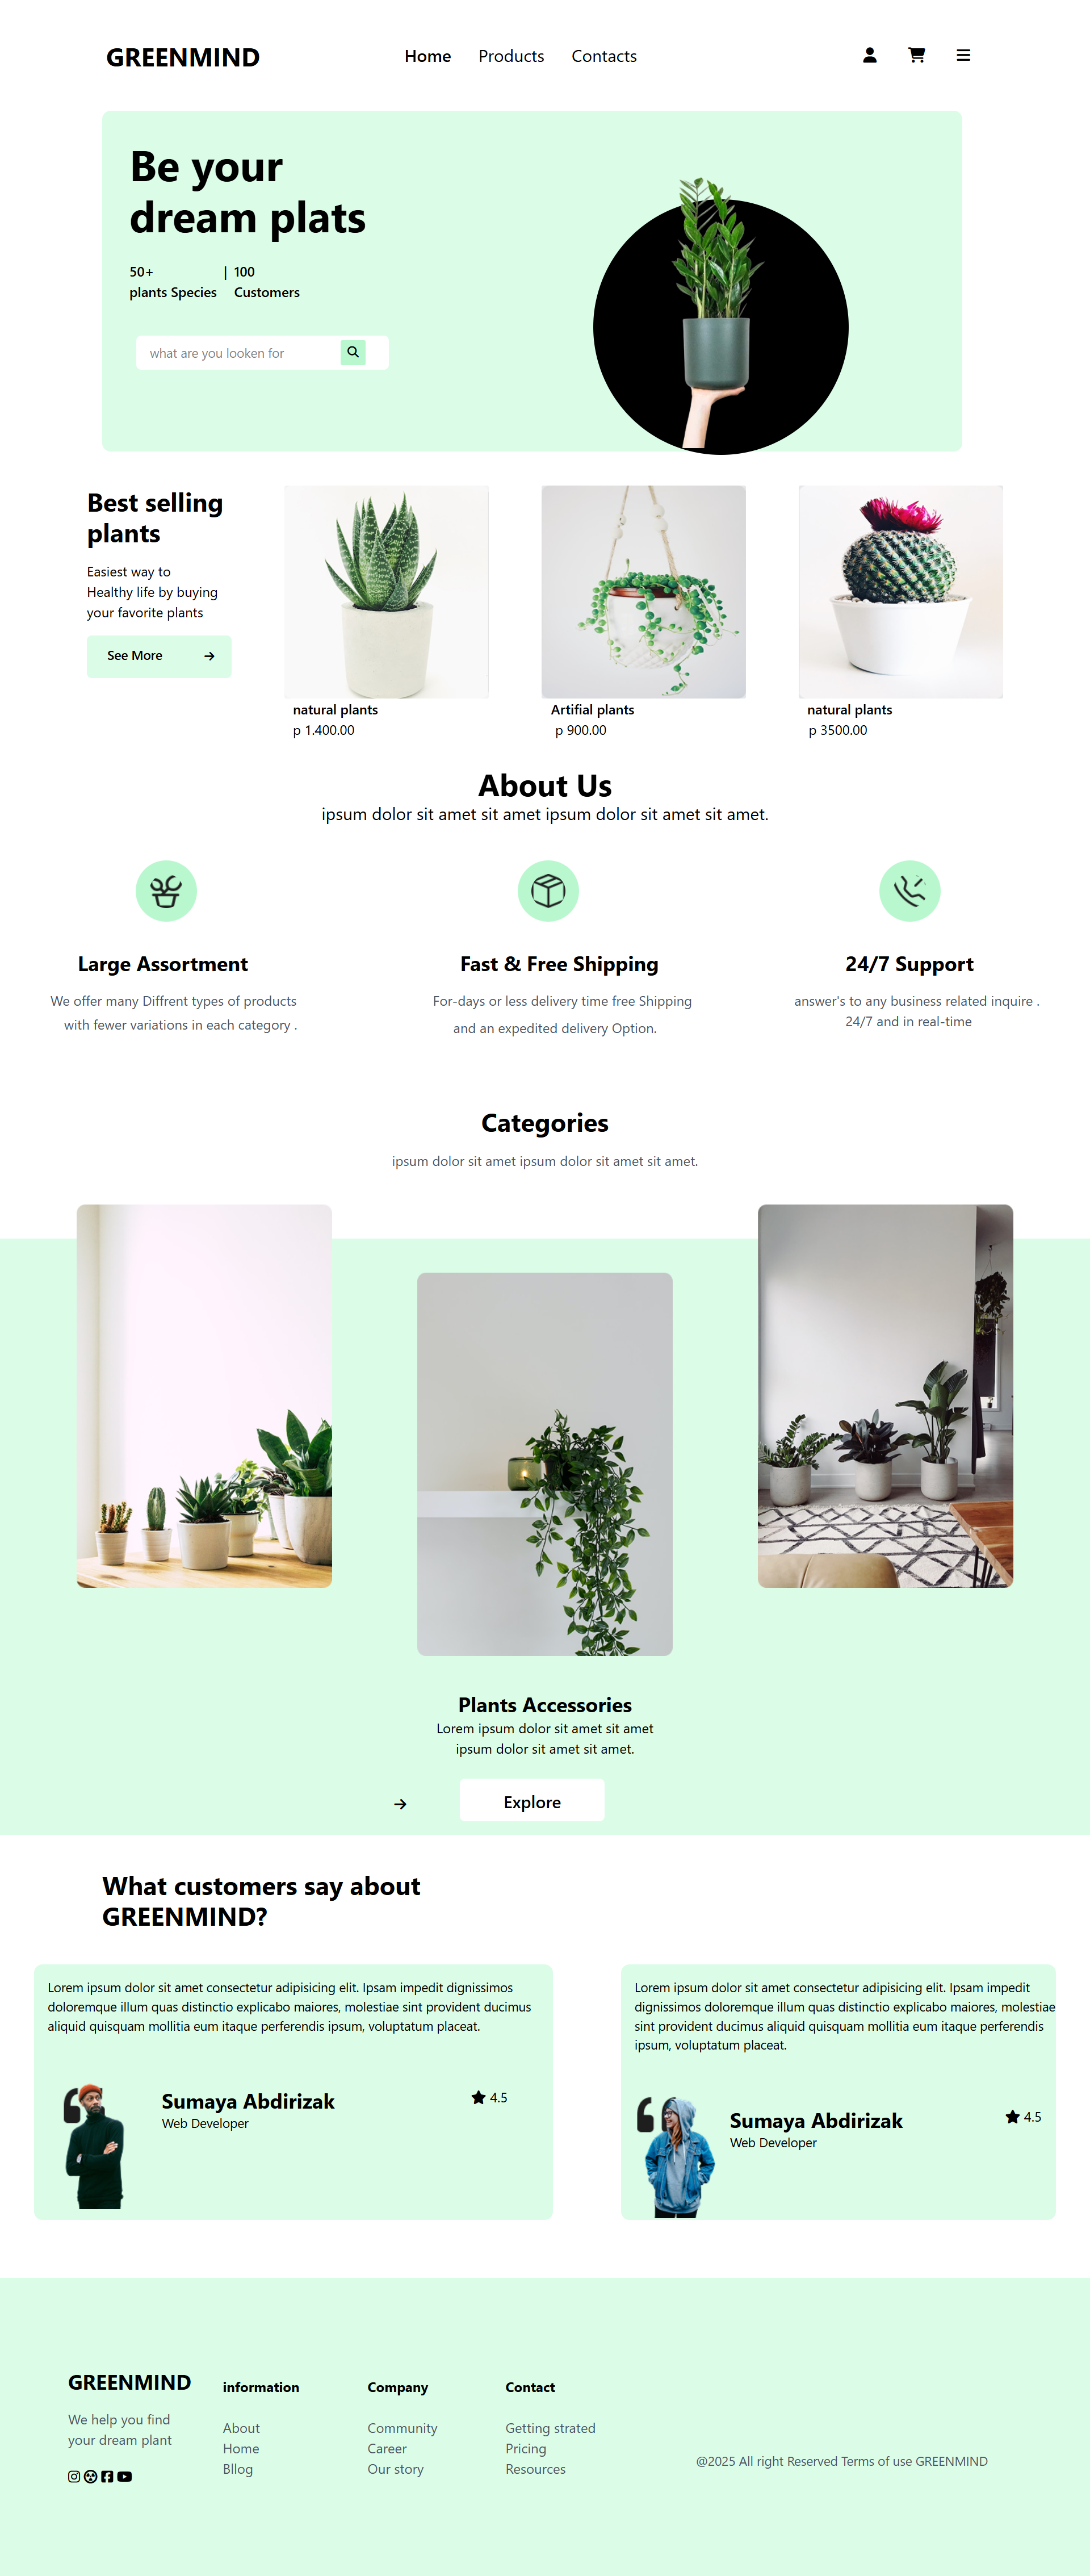 GREENMIND
Home Products Contacts
Be your
dream plats
50+ | 100
plants Species Customers
what are you looken for
Best selling
plants
Easiest way to
Healthy life by buying
your favorite plants
See More
natural plants
p 1.400.00
Artifial plants
p 900.00
natural plants
p 3500.00
About Us
ipsum dolor sit amet sit amet ipsum dolor sit amet sit amet.
Large Assortment
We offer many Diffrent types of products
with fewer variations in each category .
Fast & Free Shipping
For-days or less delivery time free Shipping
and an expedited delivery Option.
24/7 Support
answer's to any business related inquire .
24/7 and in real-time
Categories
ipsum dolor sit amet ipsum dolor sit amet sit amet.
Plants Accessories
Lorem ipsum dolor sit amet sit amet
ipsum dolor sit amet sit amet.
Explore
What customers say about
GREENMIND?
Lorem ipsum dolor sit amet consectetur adipisicing elit. Ipsam impedit dignissimos
doloremque illum quas distinctio explicabo maiores, molestiae sint provident ducimus
aliquid quisquam mollitia eum itaque perferendis ipsum, voluptatum placeat.
Sumaya Abdirizak
Web Developer
4.5
Lorem ipsum dolor sit amet consectetur adipisicing elit. Ipsam impedit
dignissimos doloremque illum quas distinctio explicabo maiores, molestiae
sint provident ducimus aliquid quisquam mollitia eum itaque perferendis
ipsum, voluptatum placeat.
Sumaya Abdirizak
Web Developer
4.5
GREENMIND
We help you find
your dream plant
information
About
Home
Bllog
Company
Community
Career
Our story
Contact
Getting strated
Pricing
Resources
@2025 All right Reserved Terms of use GREENMIND